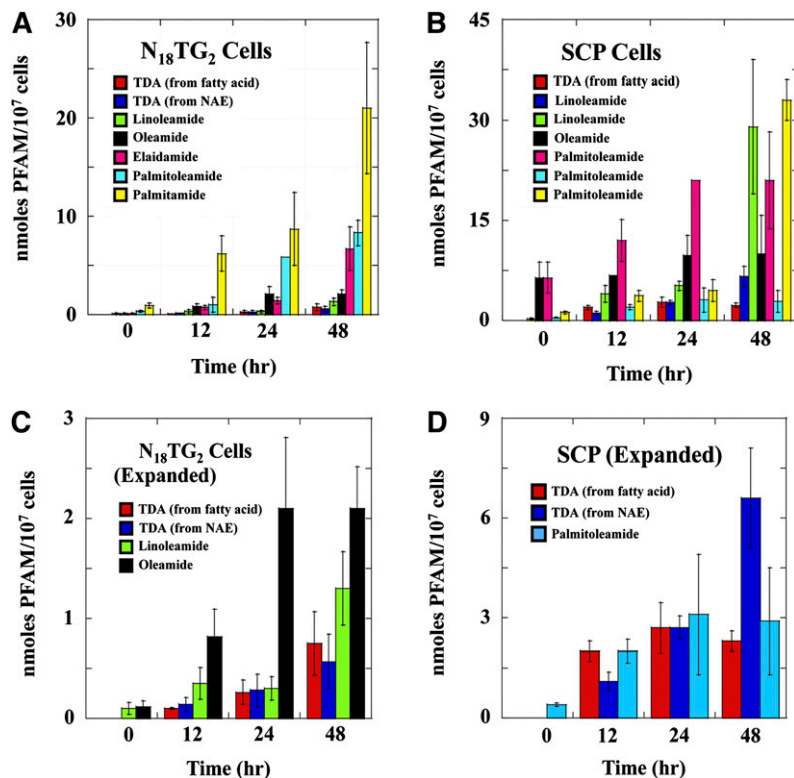 A
N₁₈TG₂ Cells
TDA (from fatty acid)
TDA (from NAE)
Linoleamide
Oleamide
Elaidamide
Palmitoleamide
Palmitamide
nmoles PFAM/10⁷ cells
30
20
10
0
0 12 24 48
Time (hr)
B
SCP Cells
TDA (from fatty acid)
Linoleamide
Linoleamide
Oleamide
Palmitoleamide
Palmitoleamide
Palmitoleamide
nmoles PFAM/10⁷ cells
45
30
15
0
0 12 24 48
Time (hr)
C
N₁₈TG₂ Cells
(Expanded)
TDA (from fatty acid)
TDA (from NAE)
Linoleamide
Oleamide
nmoles PFAM/10⁷ cells
3
2
1
0
0 12 24 48
Time (hr)
D
SCP (Expanded)
TDA (from fatty acid)
TDA (from NAE)
Palmitoleamide
nmoles PFAM/10⁷ cells
9
6
3
0
0 12 24 48
Time (hr)